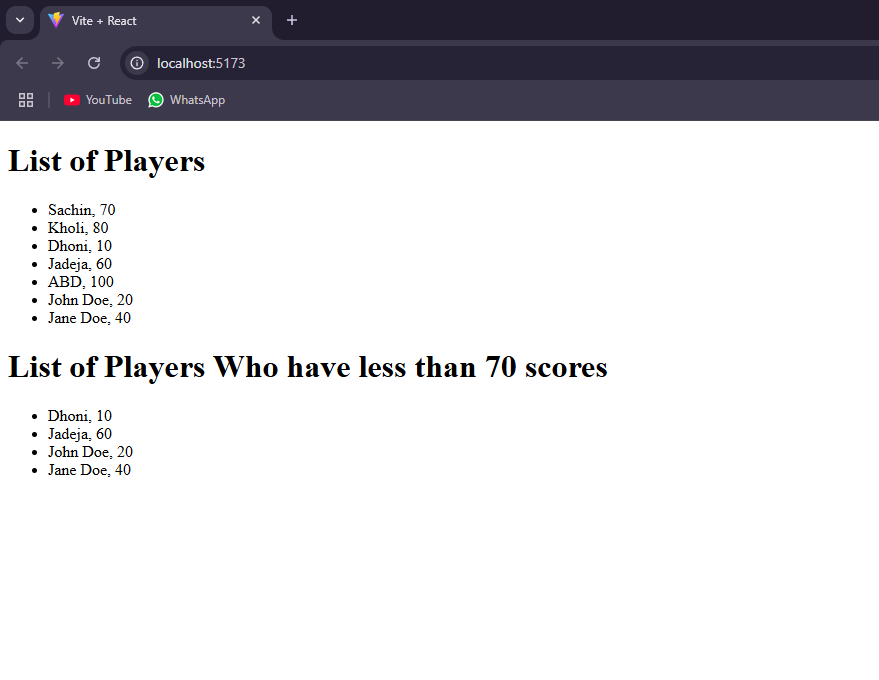 Vite + React
localhost:5173
YouTube
WhatsApp
List of Players
Sachin, 70
Kholi, 80
Dhoni, 10
Jadeja, 60
ABD, 100
John Doe, 20
Jane Doe, 40
List of Players Who have less than 70 scores
Dhoni, 10
Jadeja, 60
John Doe, 20
Jane Doe, 40